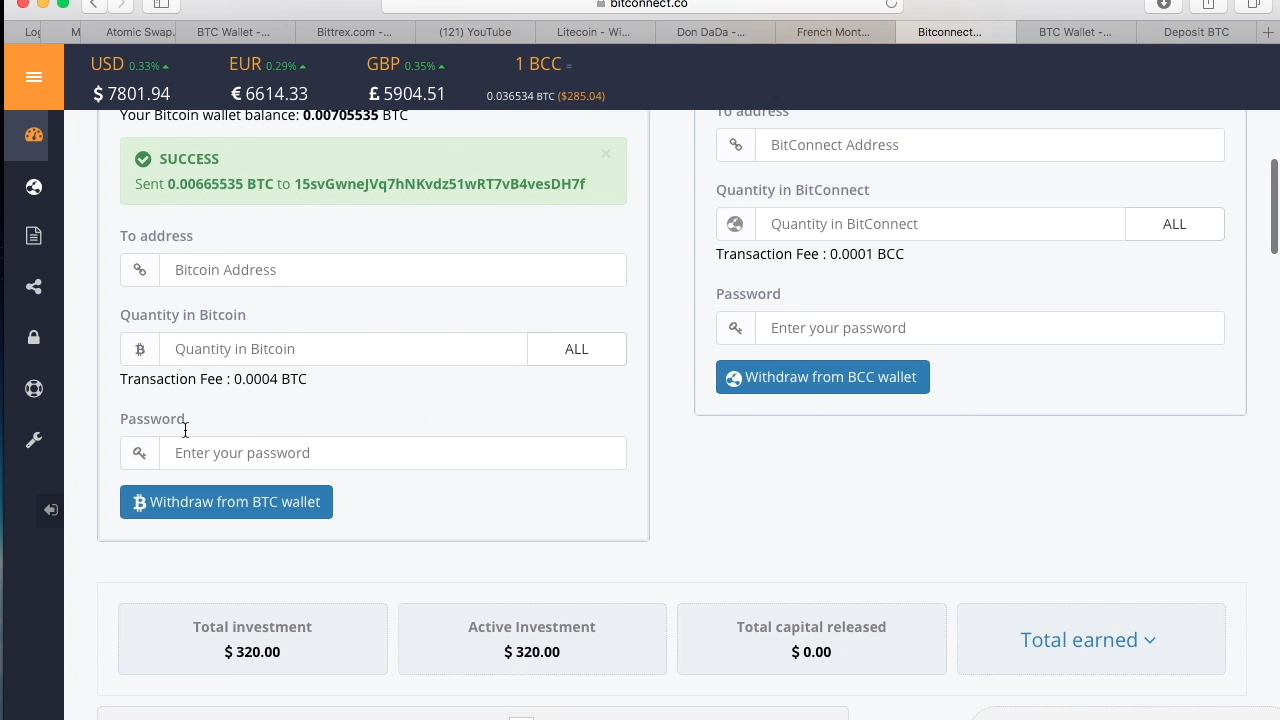 bitconnect.co
Log
M
Atomic Swap.
BTC Wallet -...
Bittrex.com -...
(121) YouTube
Litecoin - Wi...
Don DaDa -...
French Mont...
Bitconnect...
BTC Wallet -...
Deposit BTC
USD 0.33%
EUR 0.29%
GBP 0.35%
1 BCC =
$ 7801.94
€ 6614.33
£ 5904.51
0.036534 BTC ($285.04)
Your Bitcoin wallet balance: 0.00705535 BTC
SUCCESS ×
Sent 0.00665535 BTC to 15svGwneJVq7hNKvdz51wRT7vB4vesDH7f
To address
Bitcoin Address
Quantity in Bitcoin
Quantity in Bitcoin ALL
Transaction Fee : 0.0004 BTC
Password
Enter your password
Withdraw from BTC wallet
To address
BitConnect Address
Quantity in BitConnect
Quantity in BitConnect ALL
Transaction Fee : 0.0001 BCC
Password
Enter your password
Withdraw from BCC wallet
Total investment
$ 320.00
Active Investment
$ 320.00
Total capital released
$ 0.00
Total earned